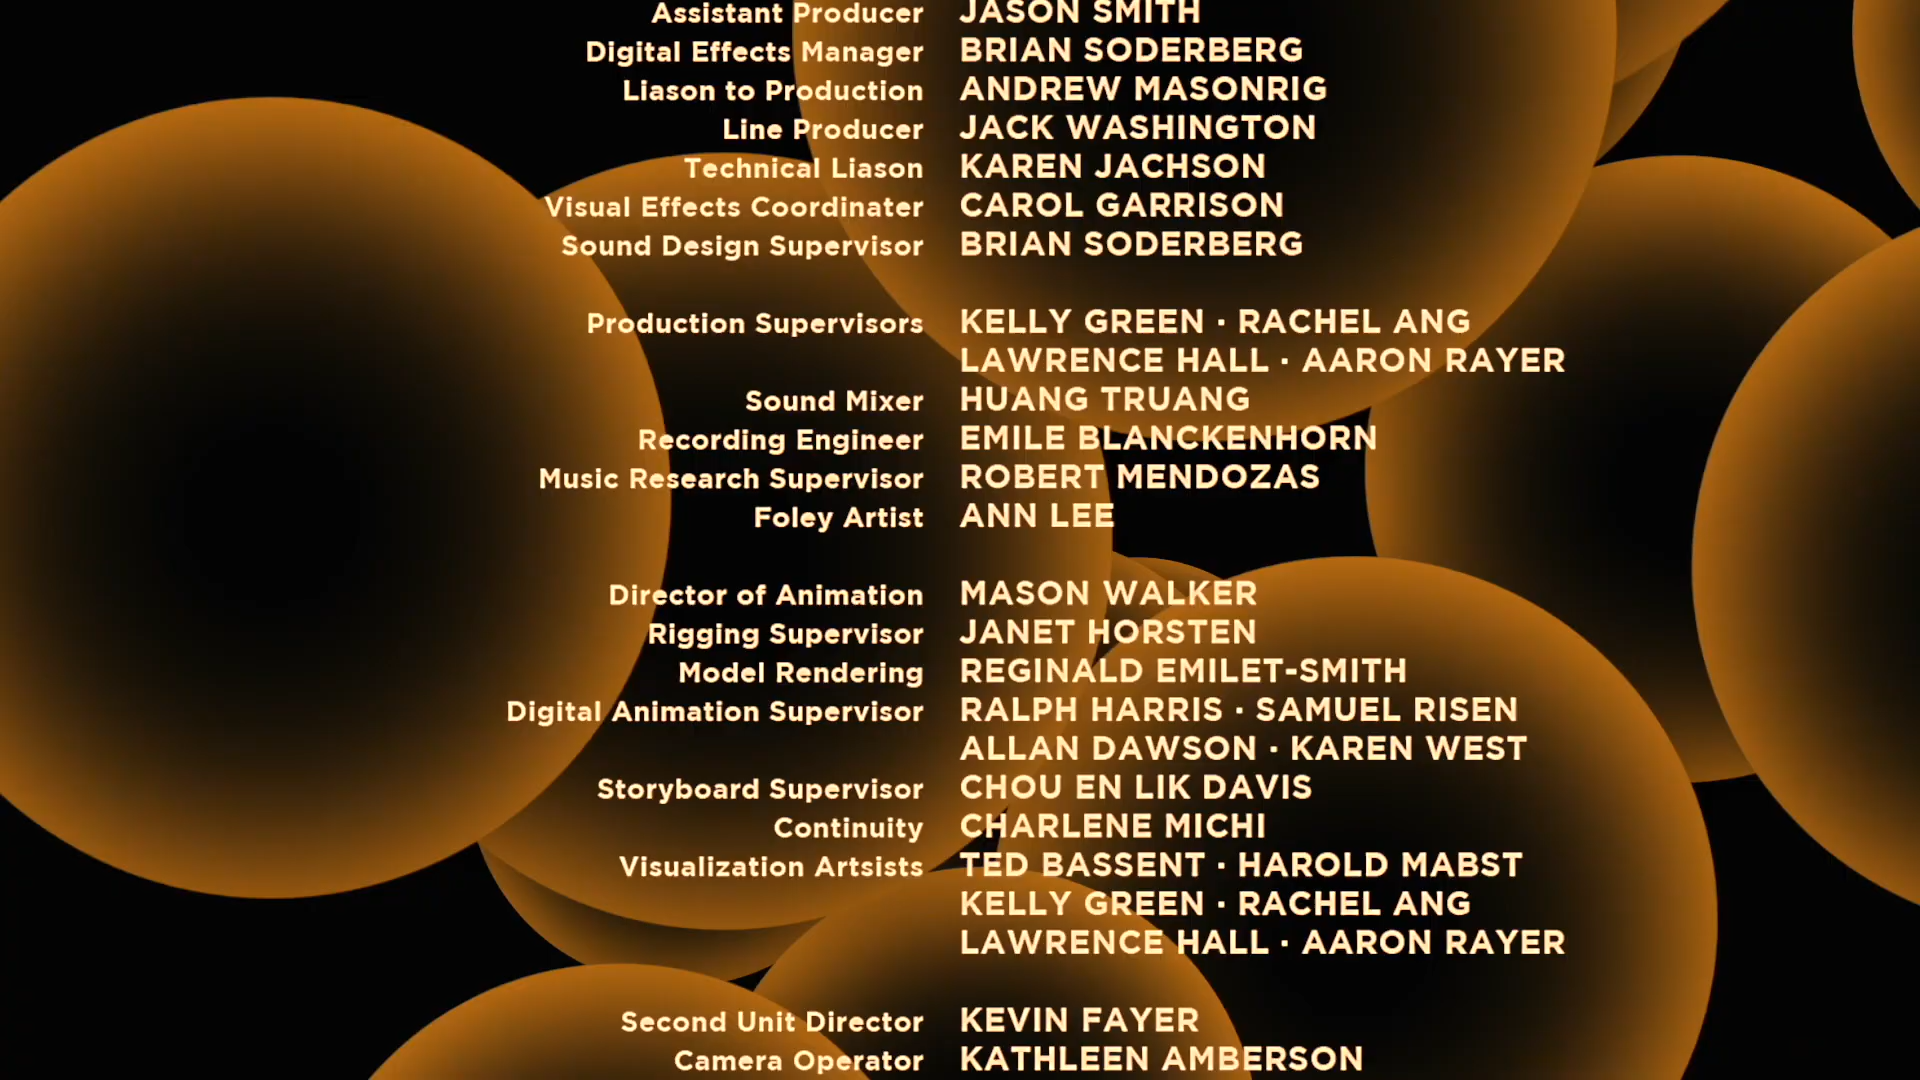 Assistant Producer JASON SMITH
Digital Effects Manager BRIAN SODERBERG
Liason to Production ANDREW MASONRIG
Line Producer JACK WASHINGTON
Technical Liason KAREN JACHSON
Visual Effects Coordinater CAROL GARRISON
Sound Design Supervisor BRIAN SODERBERG
Production Supervisors KELLY GREEN · RACHEL ANG
LAWRENCE HALL · AARON RAYER
Sound Mixer HUANG TRUANG
Recording Engineer EMILE BLANCKENHORN
Music Research Supervisor ROBERT MENDOZAS
Foley Artist ANN LEE
Director of Animation MASON WALKER
Rigging Supervisor JANET HORSTEN
Model Rendering REGINALD EMILET-SMITH
Digital Animation Supervisor RALPH HARRIS · SAMUEL RISEN
ALLAN DAWSON · KAREN WEST
Storyboard Supervisor CHOU EN LIK DAVIS
Continuity CHARLENE MICHI
Visualization Artsists TED BASSENT · HAROLD MABST
KELLY GREEN · RACHEL ANG
LAWRENCE HALL · AARON RAYER
Second Unit Director KEVIN FAYER
Camera Operator KATHLEEN AMBERSON